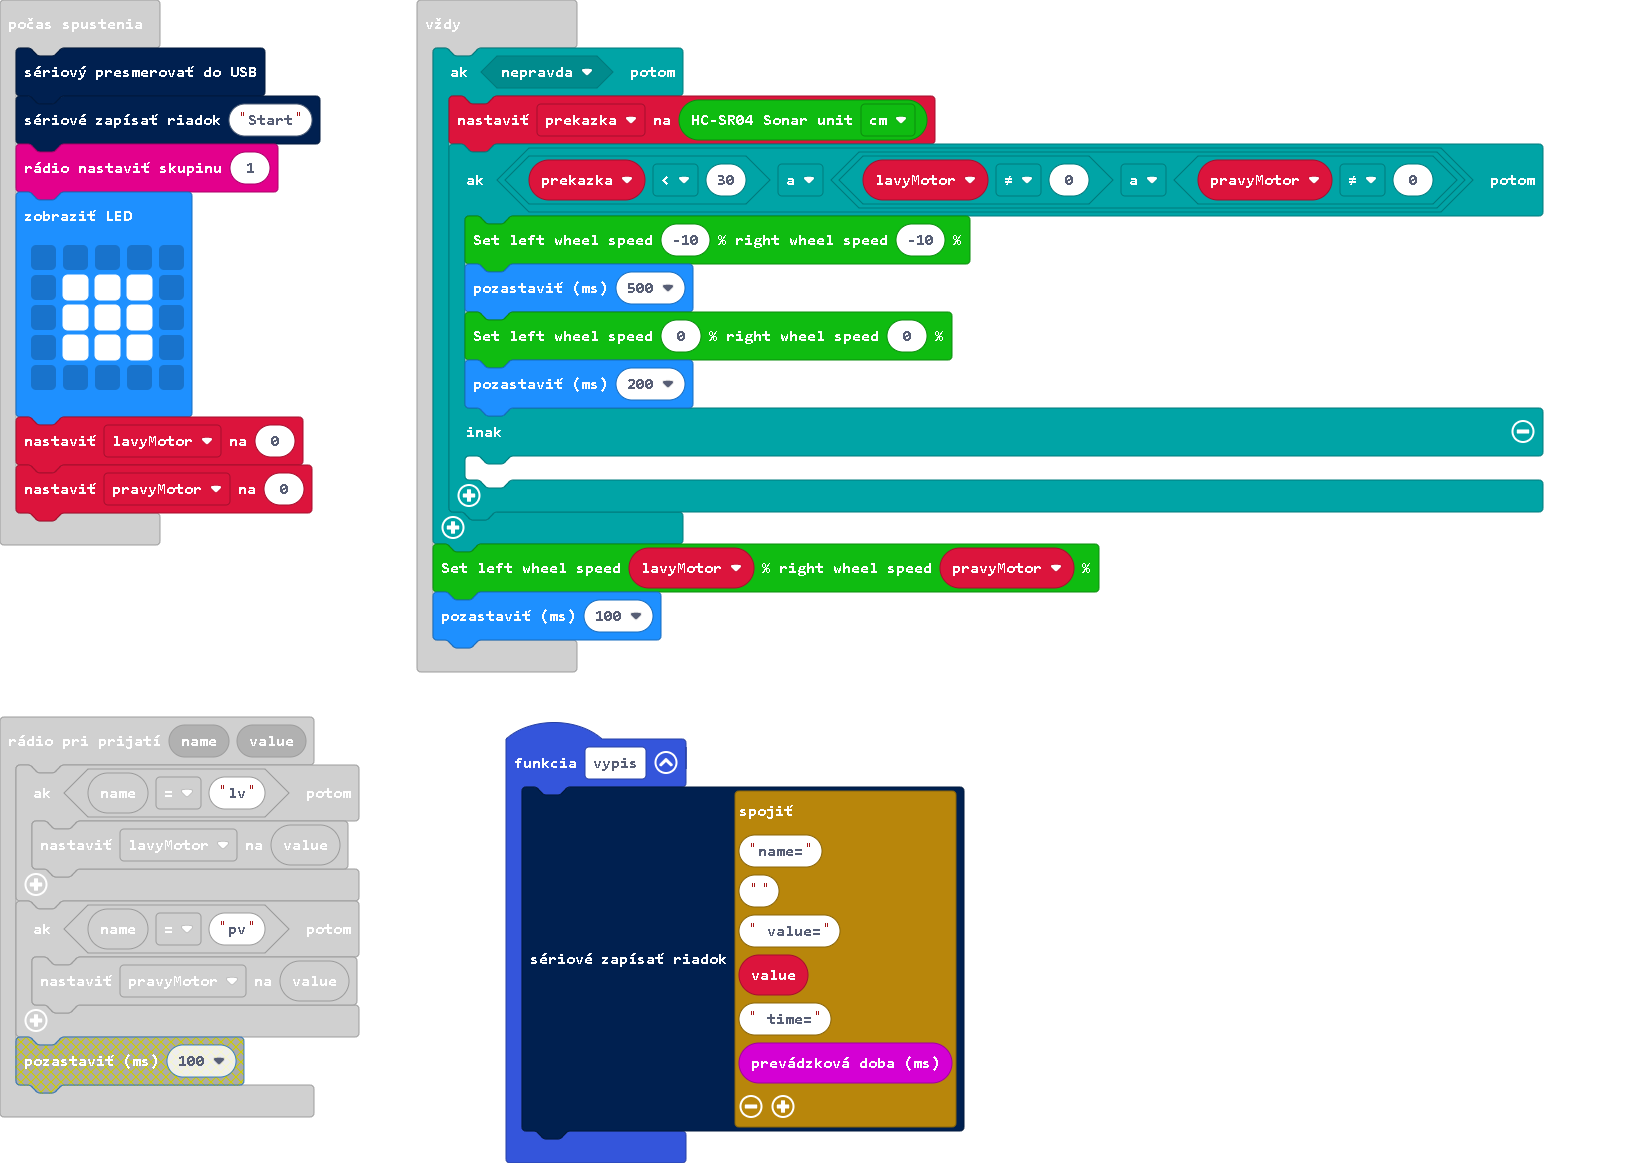 počas spustenia
sériový presmerovať do USB
sériové zapísať riadok "Start"
rádio nastaviť skupinu 1
zobraziť LED
nastaviť lavyMotor na 0
nastaviť pravyMotor na 0
vždy
ak nepravda potom
nastaviť prekazka na HC-SR04 Sonar unit cm
ak prekazka < 30 a lavyMotor ≠ 0 a pravyMotor ≠ 0 potom
Set left wheel speed -10 % right wheel speed -10 %
pozastaviť (ms) 500
Set left wheel speed 0 % right wheel speed 0 %
pozastaviť (ms) 200
inak
Set left wheel speed lavyMotor % right wheel speed pravyMotor %
pozastaviť (ms) 100
rádio pri prijatí name value
ak name = "lv" potom
nastaviť lavyMotor na value
ak name = "pv" potom
nastaviť pravyMotor na value
pozastaviť (ms) 100
funkcia vypis
sériové zapísať riadok
spojiť
"name="
" "
" value="
value
" time="
prevádzková doba (ms)